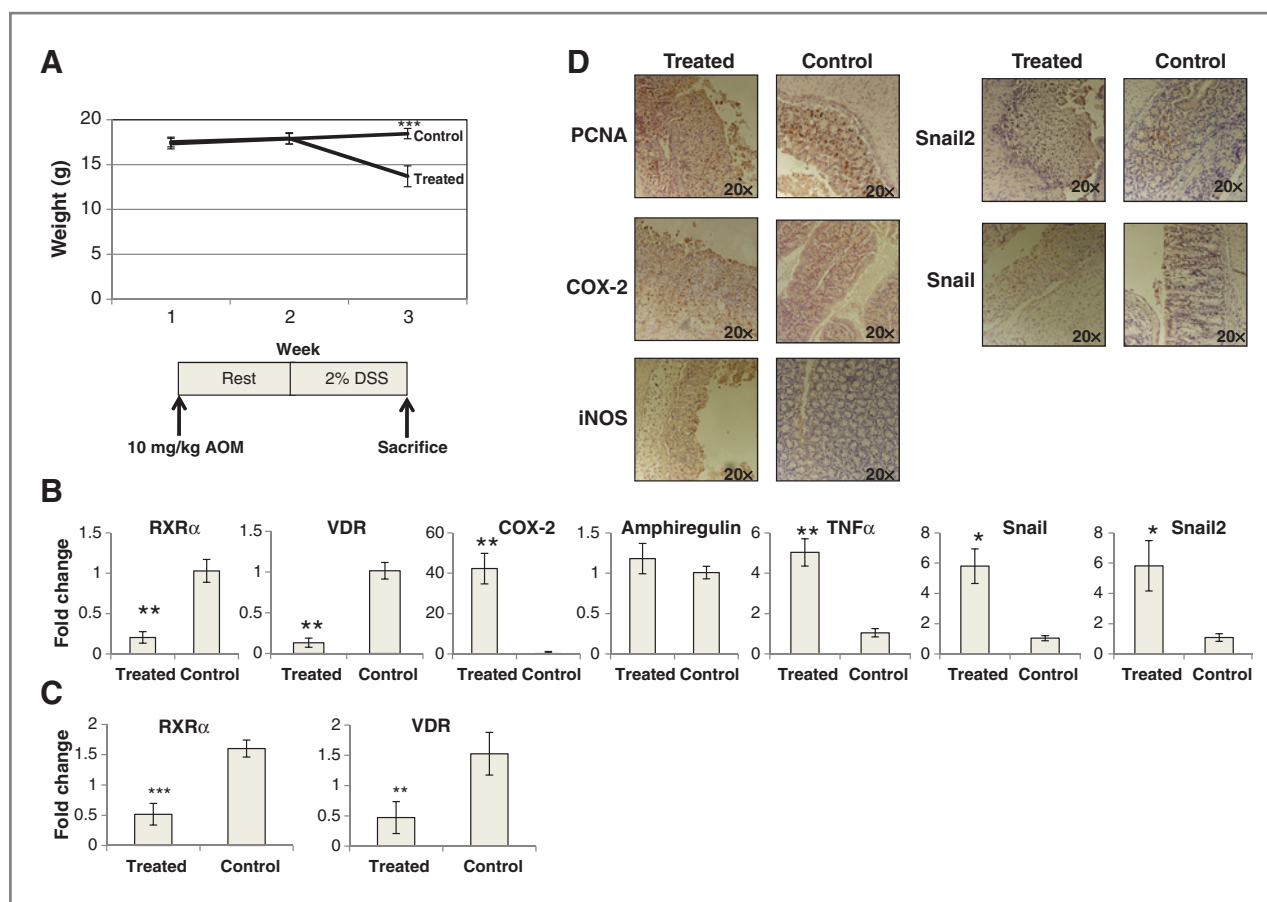 A
20
15
10
5
0
Weight (g)
***
Control
Treated
1 2 3
Week
Rest 2% DSS
10 mg/kg AOM Sacrifice
D
Treated Control Treated Control
PCNA 20× 20× Snail2 20× 20×
COX-2 20× 20× Snail 20× 20×
iNOS 20× 20×
B
Fold change
RXRα
1.5
1
0.5
0
**
Treated Control
VDR
1.5
1
0.5
0
**
Treated Control
COX-2
60
40
20
0
**
Treated Control
Amphiregulin
1.5
1
0.5
0
Treated Control
TNFα
6
4
2
0
**
Treated Control
Snail
8
6
4
2
0
*
Treated Control
Snail2
8
6
4
2
0
*
Treated Control
C
Fold change
RXRα
2
1.5
1
0.5
0
***
Treated Control
VDR
2
1.5
1
0.5
0
**
Treated Control